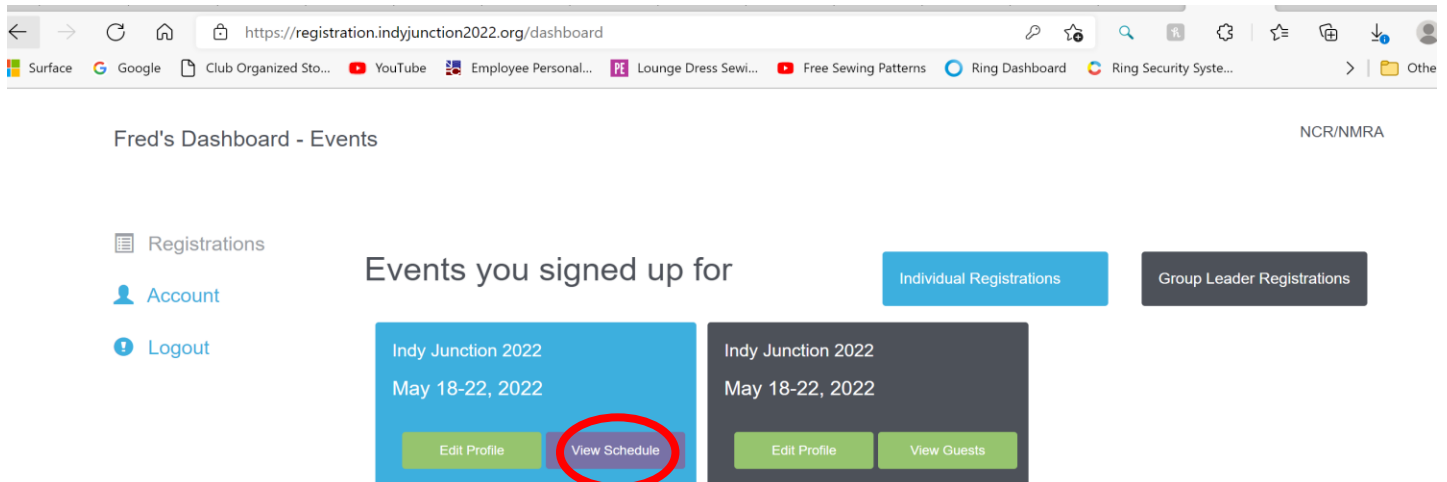 https://registration.indyjunction2022.org/dashboard
Surface Google Club Organized Sto... YouTube Employee Personal... PE Lounge Dress Sewi... Free Sewing Patterns Ring Dashboard Ring Security Syste... Othe
Fred's Dashboard - Events NCR/NMRA
Registrations
Account
Logout
Events you signed up for
Individual Registrations Group Leader Registrations
Indy Junction 2022
May 18-22, 2022
Edit Profile View Schedule
Indy Junction 2022
May 18-22, 2022
Edit Profile View Guests